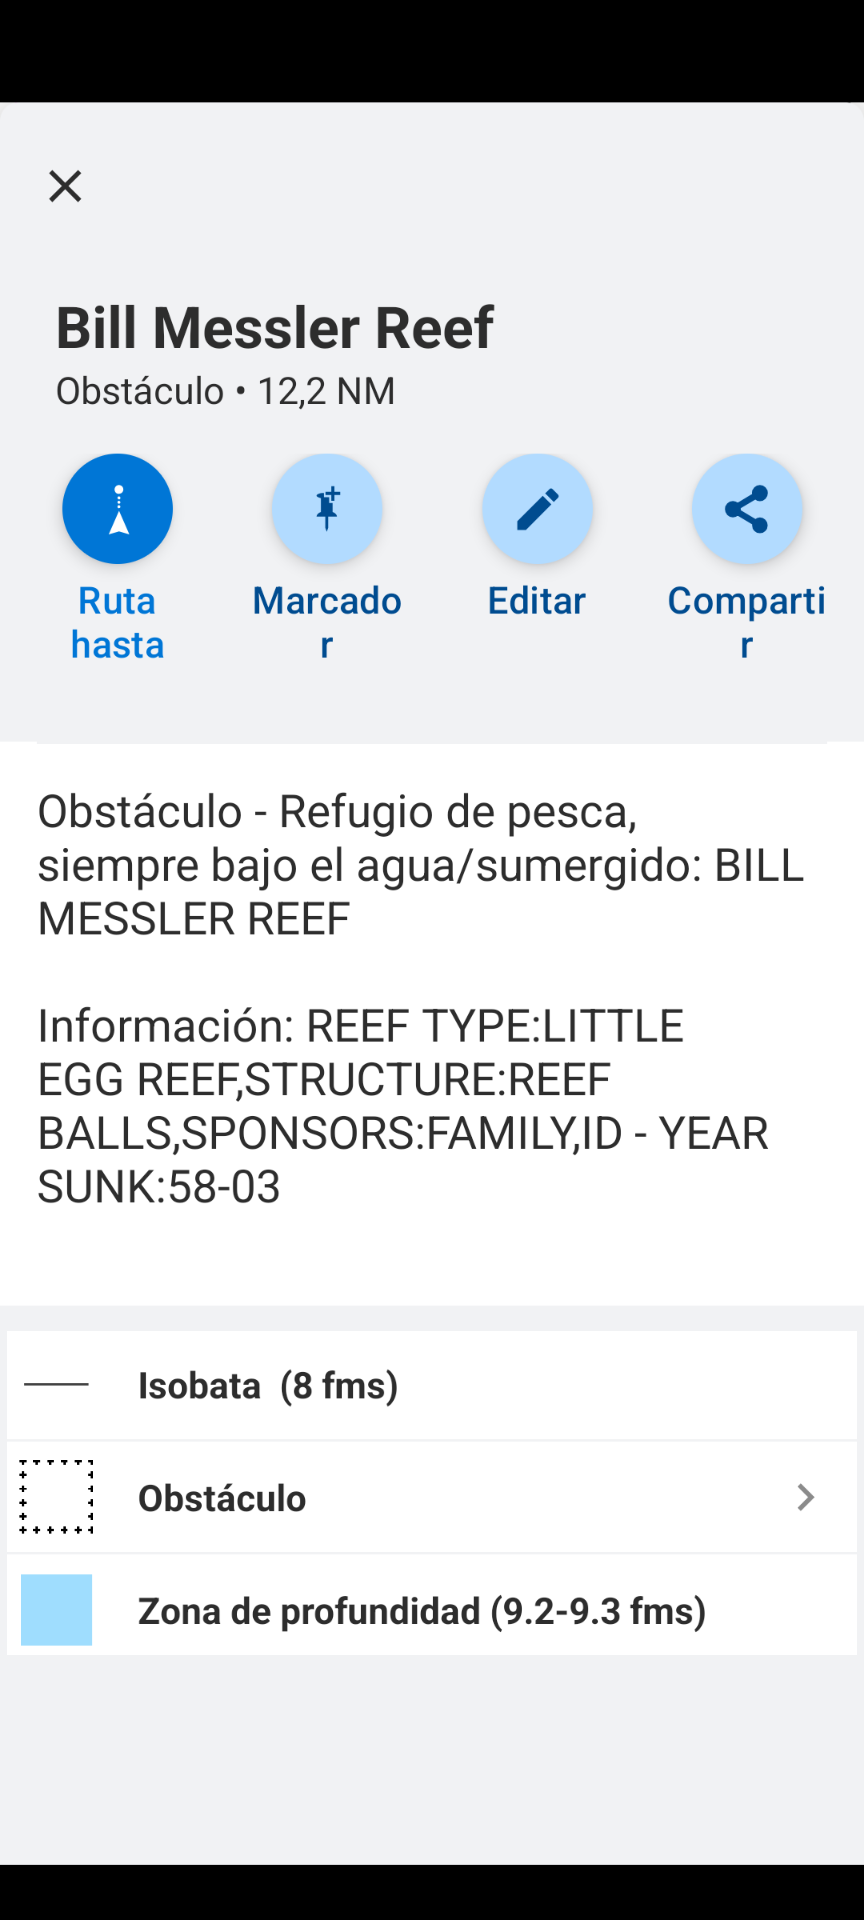 Bill Messler Reef
Obstáculo • 12,2 NM
Ruta
hasta
Marcado
r
Editar
Comparti
r
Obstáculo - Refugio de pesca,
siempre bajo el agua/sumergido: BILL
MESSLER REEF
Información: REEF TYPE:LITTLE
EGG REEF,STRUCTURE:REEF
BALLS,SPONSORS:FAMILY,ID - YEAR
SUNK:58-03
Isobata  (8 fms)
Obstáculo
Zona de profundidad (9.2-9.3 fms)